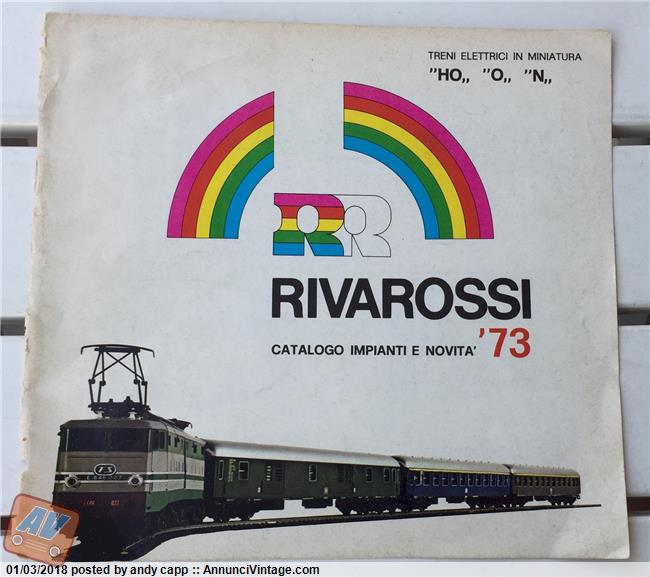 TRENI ELETTRICI IN MINIATURA
"HO,, "O,, "N,,
RR
RIVAROSSI
CATALOGO IMPIANTI E NOVITA' '73
FS
AV
01/03/2018 posted by andy capp :: AnnunciVintage.com